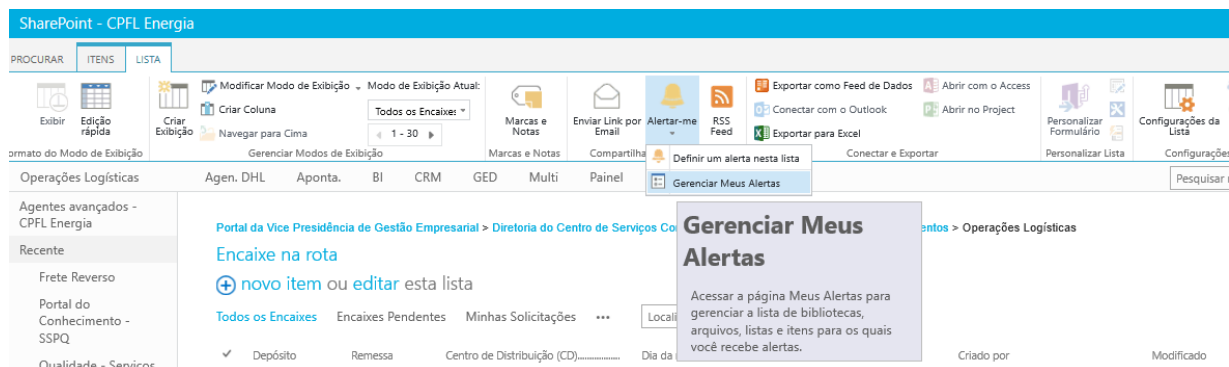 SharePoint - CPFL Energia
PROCURAR ITENS LISTA
Exibir
Edição rápida
Criar Exibição
Modificar Modo de Exibição
Criar Coluna
Navegar para Cima
Modo de Exibição Atual:
Todos os Encaixes
1 - 30
Marcas e Notas
Enviar Link por Email
Alertar-me
RSS Feed
Exportar como Feed de Dados
Conectar com o Outlook
Exportar para Excel
Abrir com o Access
Abrir no Project
Personalizar Formulário
Configurações da Lista
ormato do Modo de Exibição
Gerenciar Modos de Exibição
Marcas e Notas
Compartilha
Conectar e Exportar
Personalizar Lista
Configurações
Definir um alerta nesta lista
Gerenciar Meus Alertas
Operações Logísticas
Agen. DHL Aponta. BI CRM GED Multi Painel
Pesquisar
Agentes avançados -
CPFL Energia
Recente
Frete Reverso
Portal do
Conhecimento -
SSPQ
Qualidade - Serviços
Portal da Vice Presidência de Gestão Empresarial > Diretoria do Centro de Serviços Co
entos > Operações Logísticas
Encaixe na rota
novo item ou editar esta lista
Todos os Encaixes Encaixes Pendentes Minhas Solicitações ...
Locali
Gerenciar Meus
Alertas
Acessar a página Meus Alertas para
gerenciar a lista de bibliotecas,
arquivos, listas e itens para os quais
você recebe alertas.
Depósito Remessa Centro de Distribuição (CD)................. Dia da Criado por Modificado